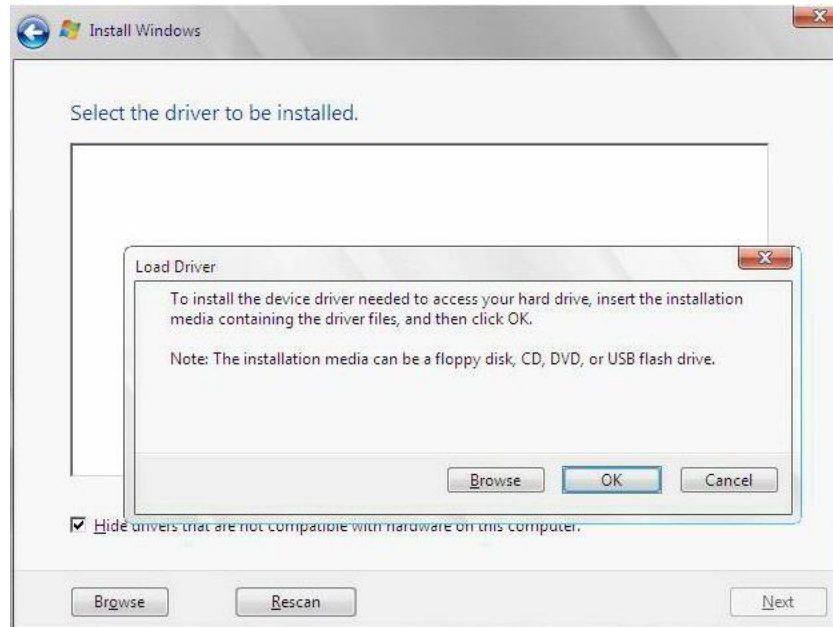 Install Windows
Select the driver to be installed.
Load Driver
To install the device driver needed to access your hard drive, insert the installation
media containing the driver files, and then click OK.
Note: The installation media can be a floppy disk, CD, DVD, or USB flash drive.
Browse OK Cancel
Hide drivers that are not compatible with hardware on this computer.
Browse Rescan Next